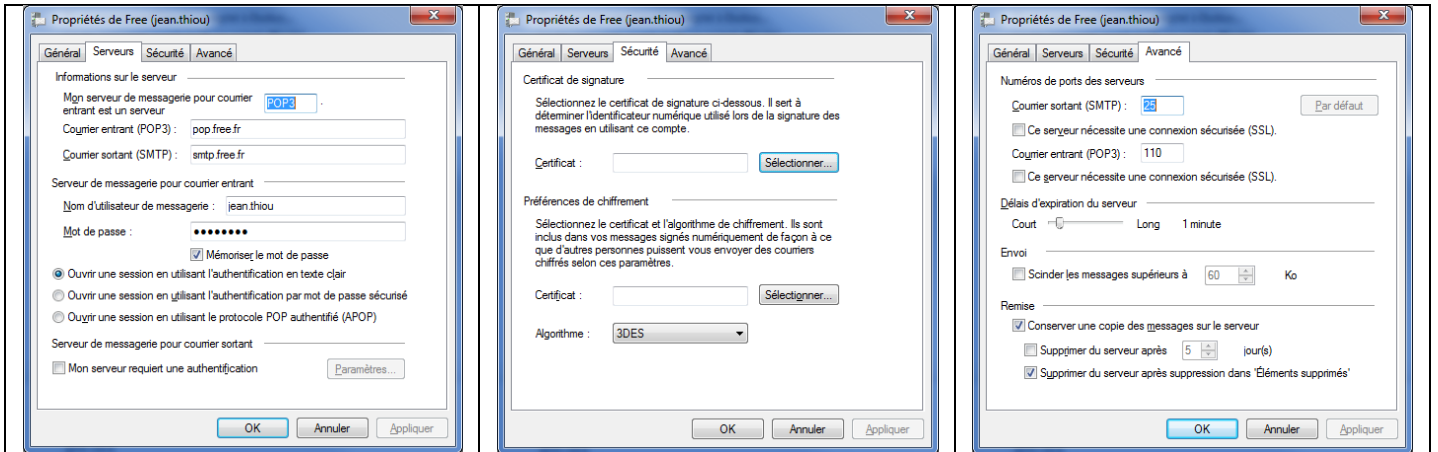 Propriétés de Free (jean.thiou)
Général Serveurs Sécurité Avancé
Informations sur le serveur
Mon serveur de messagerie pour courrier
entrant est un serveur POP3 .
Courrier entrant (POP3) : pop.free.fr
Courrier sortant (SMTP) : smtp.free.fr
Serveur de messagerie pour courrier entrant
Nom d'utilisateur de messagerie : jean.thiou
Mot de passe : ●●●●●●●●
Mémoriser le mot de passe
Ouvrir une session en utilisant l'authentification en texte clair
Ouvrir une session en utilisant l'authentification par mot de passe sécurisé
Ouvrir une session en utilisant le protocole POP authentifié (APOP)
Serveur de messagerie pour courrier sortant
Mon serveur requiert une authentification Paramètres...
OK Annuler Appliquer
Propriétés de Free (jean.thiou)
Général Serveurs Sécurité Avancé
Certificat de signature
Sélectionnez le certificat de signature ci-dessous. Il sert à
déterminer l'identificateur numérique utilisé lors de la signature des
messages en utilisant ce compte.
Certificat : Sélectionner...
Préférences de chiffrement
Sélectionnez le certificat et l'algorithme de chiffrement. Ils sont
inclus dans vos messages signés numériquement de façon à ce
que d'autres personnes puissent vous envoyer des courriers
chiffrés selon ces paramètres.
Certificat : Sélectionner...
Algorithme : 3DES
OK Annuler Appliquer
Propriétés de Free (jean.thiou)
Général Serveurs Sécurité Avancé
Numéros de ports des serveurs
Courrier sortant (SMTP) : 25 Par défaut
Ce serveur nécessite une connexion sécurisée (SSL).
Courrier entrant (POP3) : 110
Ce serveur nécessite une connexion sécurisée (SSL).
Délais d'expiration du serveur
Court Long 1 minute
Envoi
Scinder les messages supérieurs à 60 Ko
Remise
Conserver une copie des messages sur le serveur
Supprimer du serveur après 5 jour(s)
Supprimer du serveur après suppression dans 'Éléments supprimés'
OK Annuler Appliquer